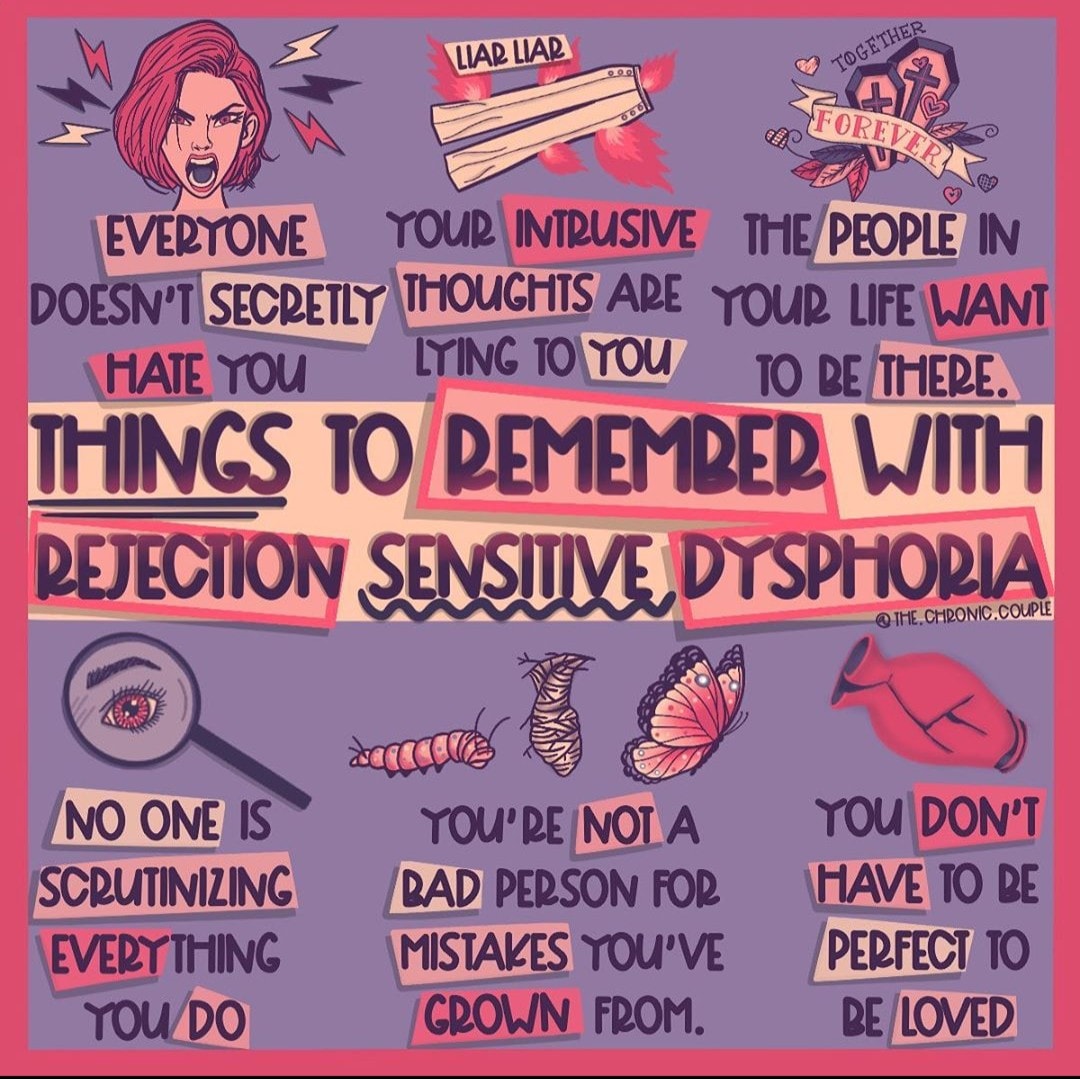 LIAR LIAR
TOGETHER
FOREVER
EVERYONE
DOESN'T SECRETLY
HATE YOU
YOUR INTRUSIVE
THOUGHTS ARE
LYING TO YOU
THE PEOPLE IN
YOUR LIFE WANT
TO BE THERE.
THINGS TO REMEMBER WITH
REJECTION SENSITIVE DYSPHORIA
@THE.CHRONIC.COUPLE
NO ONE IS
SCRUTINIZING
EVERYTHING
YOU DO
YOU'RE NOT A
BAD PERSON FOR
MISTAKES YOU'VE
GROWN FROM.
YOU DON'T
HAVE TO BE
PERFECT TO
BE LOVED